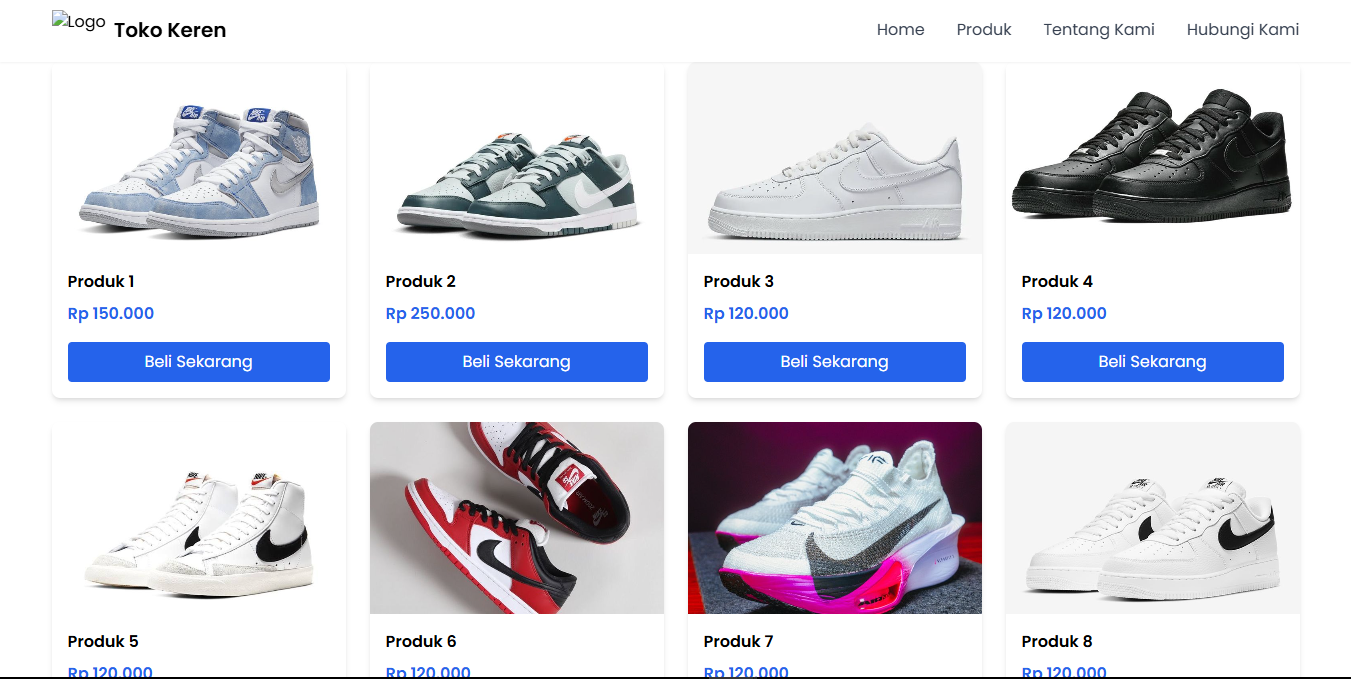 Logo Toko Keren Home Produk Tentang Kami Hubungi Kami
Produk 1 Produk 2 Produk 3 Produk 4
Rp 150.000 Rp 250.000 Rp 120.000 Rp 120.000
Beli Sekarang Beli Sekarang Beli Sekarang Beli Sekarang
Produk 5 Produk 6 Produk 7 Produk 8
Rp 120.000 Rp 120.000 Rp 120.000 Rp 120.000